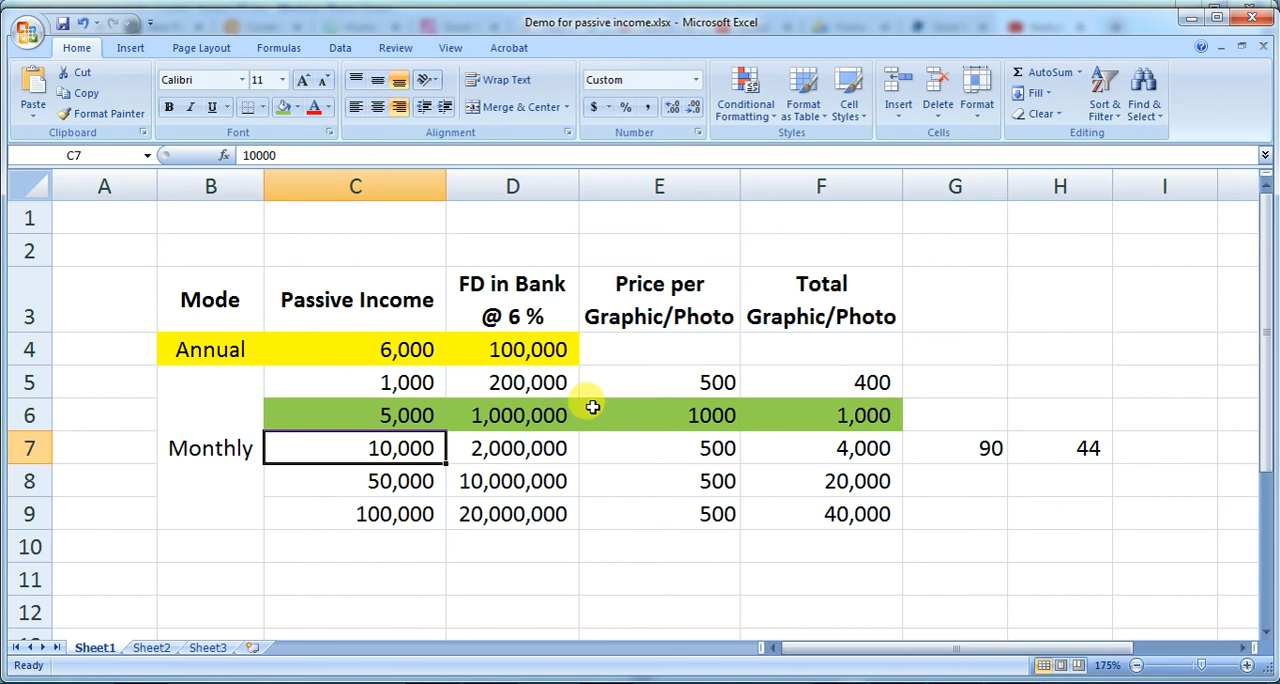 Demo for passive income.xlsx - Microsoft Excel
Home Insert Page Layout Formulas Data Review View Acrobat
Paste
Cut
Copy
Format Painter
Clipboard
Calibri 11
B I U
Font
Wrap Text
Merge & Center
Alignment
Custom
$ % ,
Number
Conditional Formatting
Format as Table
Cell Styles
Styles
Insert Delete Format
Cells
Σ AutoSum
Fill
Clear
Sort & Filter
Find & Select
Editing
C7 fx 10000
A B C D E F G H I
1
2
3 Mode Passive Income FD in Bank @ 6 % Price per Graphic/Photo Total Graphic/Photo
4 Annual 6,000 100,000
5 1,000 200,000 500 400
6 5,000 1,000,000 1000 1,000
7 Monthly 10,000 2,000,000 500 4,000 90 44
8 50,000 10,000,000 500 20,000
9 100,000 20,000,000 500 40,000
10
11
12
Sheet1 Sheet2 Sheet3
Ready 175%